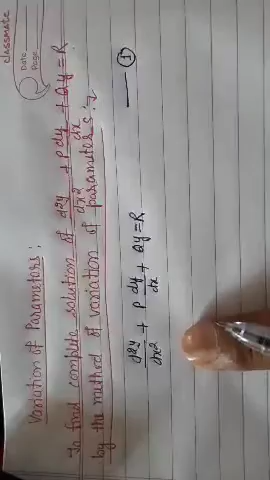 classmate
Date
Page
Variation of Parameters:
To find complete solution of d²y/dx² + P dy/dx + Qy = R
by the method of variation of parameters :-
d²y/dx² + P dy/dx + Qy = R — ①